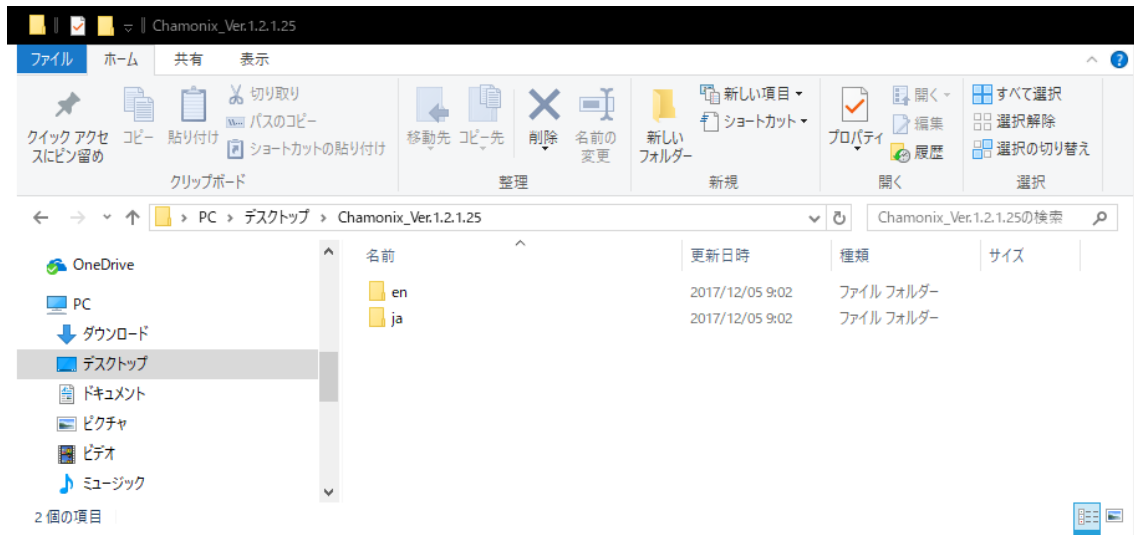 Chamonix_Ver.1.2.1.25
ファイル ホーム 共有 表示
クイック アクセスにピン留め
コピー
貼り付け
切り取り
パスのコピー
ショートカットの貼り付け
クリップボード
移動先 コピー先 削除 名前の変更
整理
新しいフォルダー
新しい項目
ショートカット
新規
プロパティ
開く
編集
履歴
開く
すべて選択
選択解除
選択の切り替え
選択
PC デスクトップ Chamonix_Ver.1.2.1.25
Chamonix_Ver.1.2.1.25の検索
OneDrive
PC
ダウンロード
デスクトップ
ドキュメント
ピクチャ
ビデオ
ミュージック
名前 更新日時 種類 サイズ
en 2017/12/05 9:02 ファイル フォルダー
ja 2017/12/05 9:02 ファイル フォルダー
2 個の項目